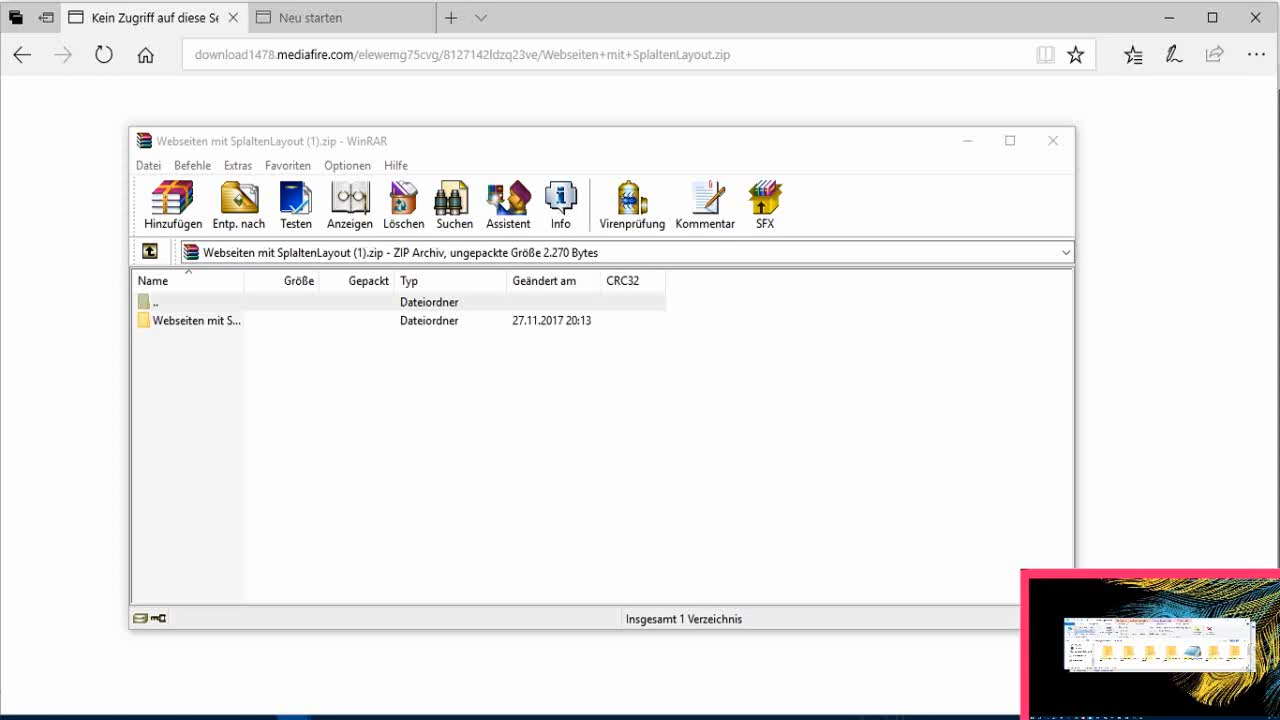 Kein Zugriff auf diese Se
Neu starten
download1478.mediafire.com/elewemg75cvg/8127142ldzq23ve/Webseiten+mit+SplaltenLayout.zip
Webseiten mit SplaltenLayout (1).zip - WinRAR
Datei Befehle Extras Favoriten Optionen Hilfe
Hinzufügen Entp. nach Testen Anzeigen Löschen Suchen Assistent Info Virenprüfung Kommentar SFX
Webseiten mit SplaltenLayout (1).zip - ZIP Archiv, ungepackte Größe 2.270 Bytes
Name Größe Gepackt Typ Geändert am CRC32
.. Dateiordner
Webseiten mit S... Dateiordner 27.11.2017 20:13
Insgesamt 1 Verzeichnis